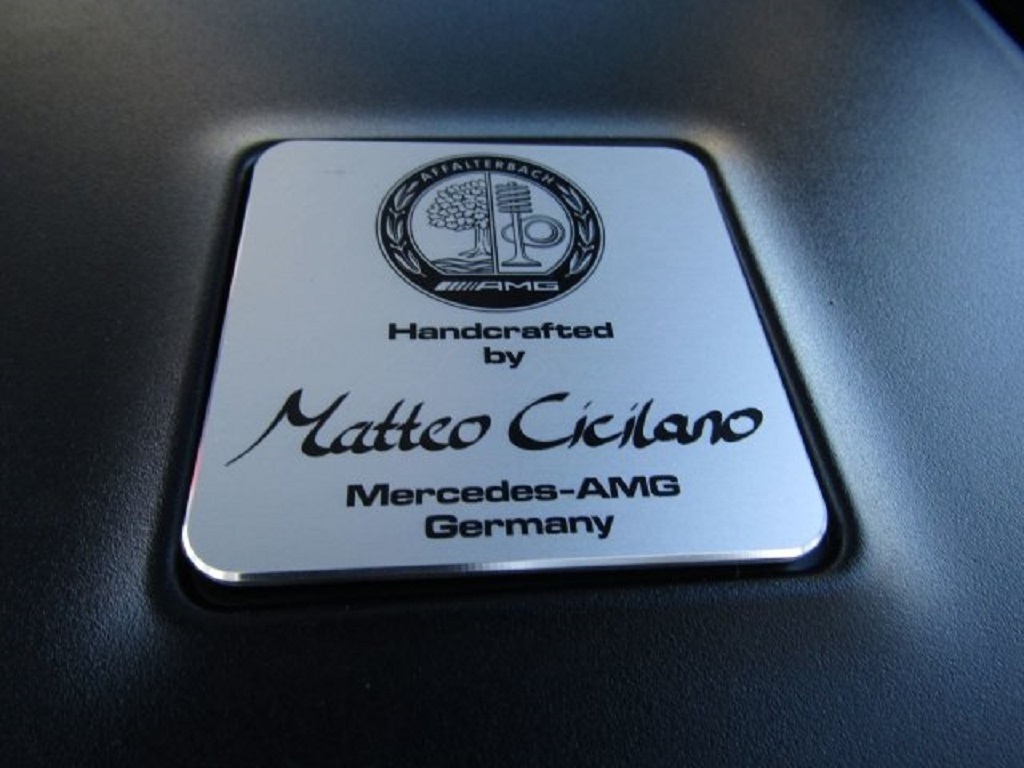 AFFALTERBACH
AMG
Handcrafted
by
Matteo Cicilano
Mercedes-AMG
Germany